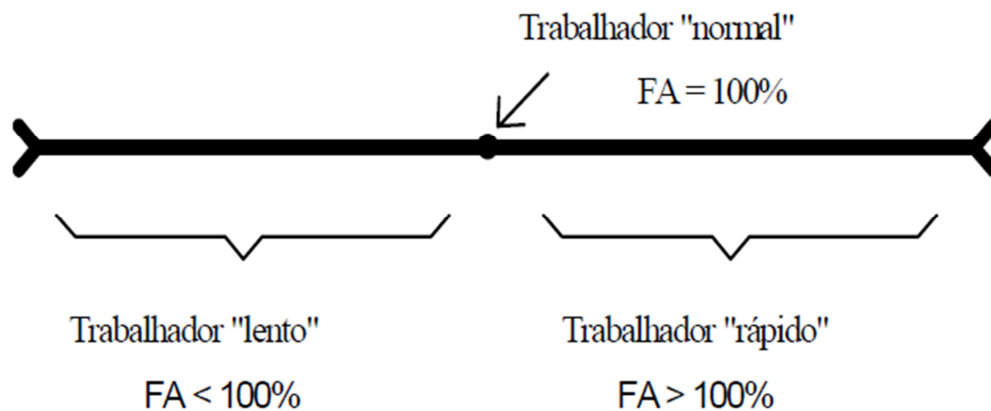 Trabalhador "normal"
FA = 100%
Trabalhador "lento"
FA < 100%
Trabalhador "rápido"
FA > 100%